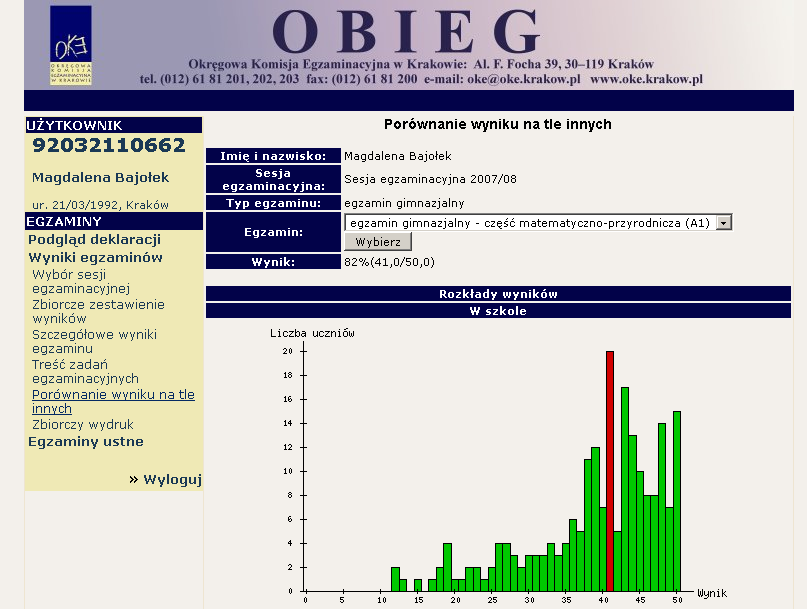 OBIEG
OKE
OKRĘGOWA
KOMISJA
EGZAMINACYJNA
W KRAKOWIE
Okręgowa Komisja Egzaminacyjna w Krakowie: Al. F. Focha 39, 30–119 Kraków
tel. (012) 61 81 201, 202, 203 fax: (012) 61 81 200 e-mail: oke@oke.krakow.pl www.oke.krakow.pl
UŻYTKOWNIK
92032110662
Magdalena Bajołek
ur. 21/03/1992, Kraków
EGZAMINY
Podgląd deklaracji
Wyniki egzaminów
Wybór sesji
egzaminacyjnej
Zbiorcze zestawienie
wyników
Szczegółowe wyniki
egzaminu
Treść zadań
egzaminacyjnych
Porównanie wyniku na tle
innych
Zbiorczy wydruk
Egzaminy ustne
» Wyloguj
Porównanie wyniku na tle innych
Imię i nazwisko: Magdalena Bajołek
Sesja
egzaminacyjna: Sesja egzaminacyjna 2007/08
Typ egzaminu: egzamin gimnazjalny
Egzamin: egzamin gimnazjalny - część matematyczno-przyrodnicza (A1)
Wybierz
Wynik: 82%(41,0/50,0)
Rozkłady wyników
W szkole
Liczba uczniów
20
18
16
14
12
10
8
6
4
2
0
0 5 10 15 20 25 30 35 40 45 50 Wynik